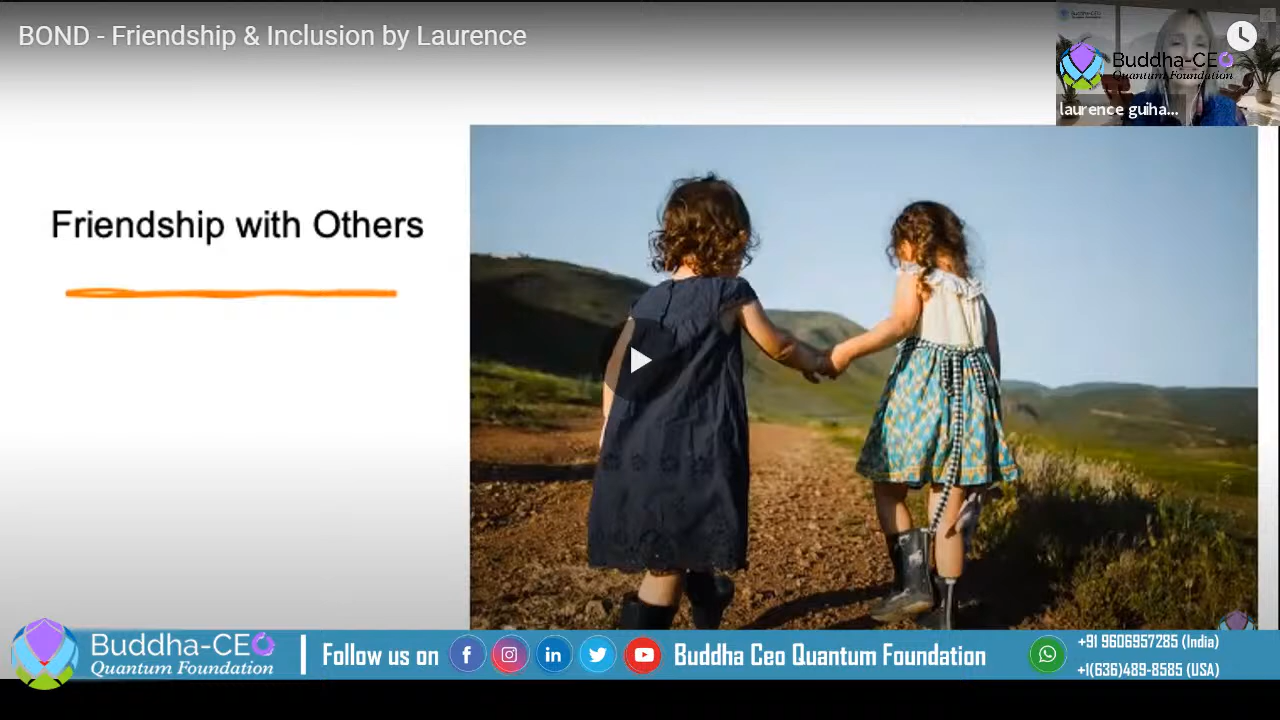 BOND - Friendship & Inclusion by Laurence
Buddha-CEO
Quantum Foundation
laurence guiha...
Friendship with Others
Buddha-CEO
Quantum Foundation
Follow us on
Buddha Ceo Quantum Foundation
+91 9606957285 (India)
+1(636)489-8585 (USA)